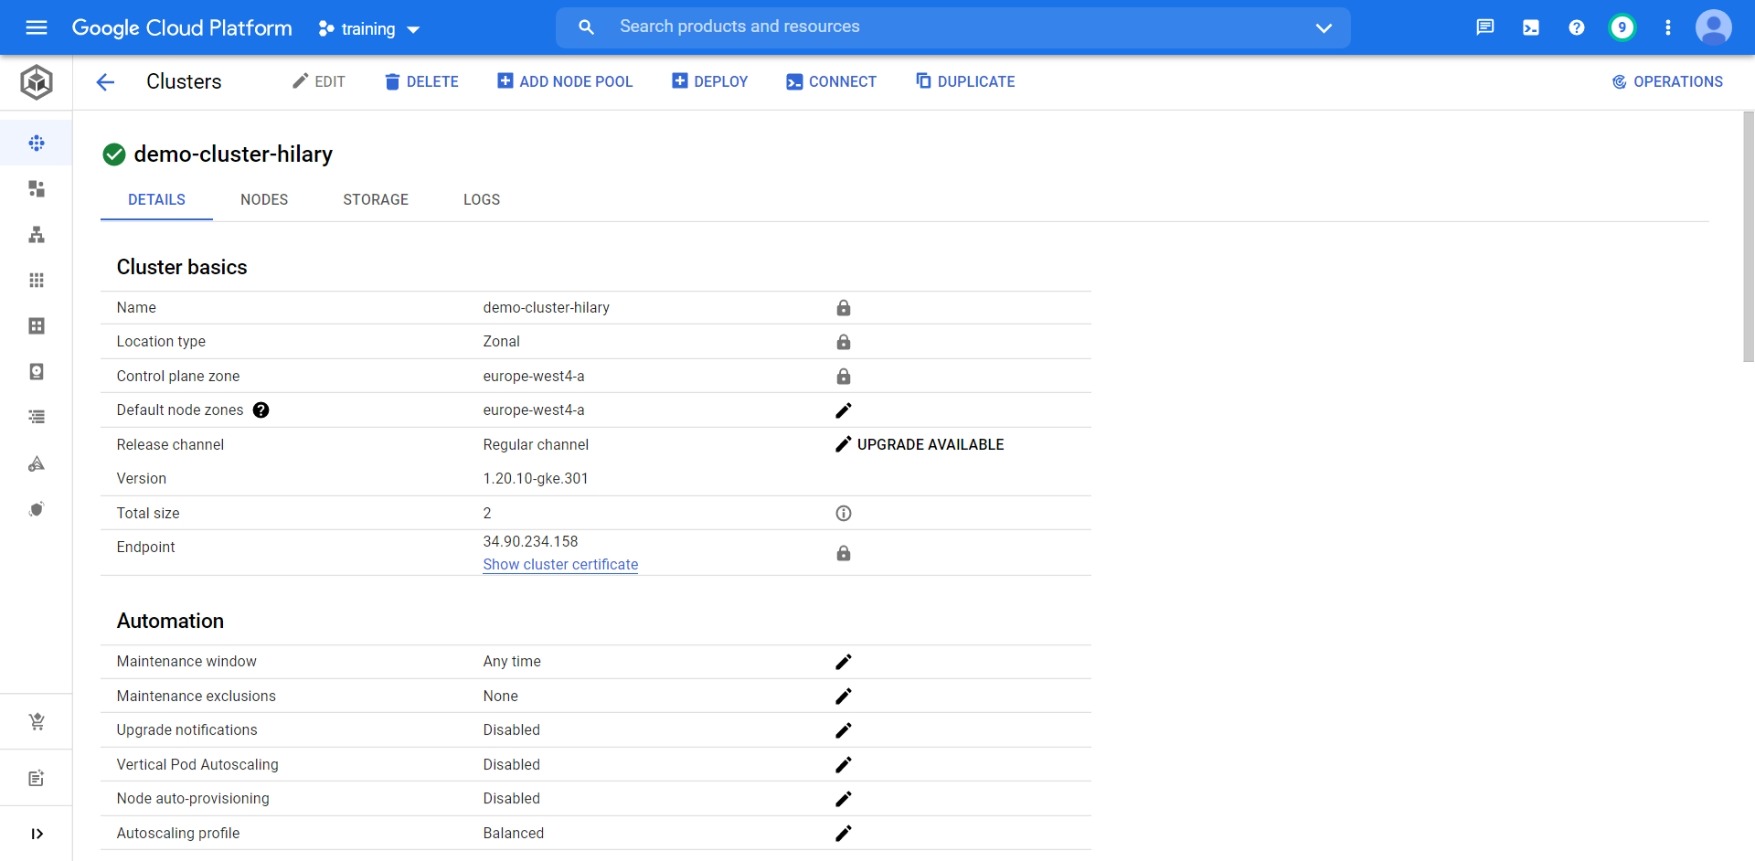 Google Cloud Platform training Search products and resources 9
Clusters EDIT DELETE ADD NODE POOL DEPLOY CONNECT DUPLICATE OPERATIONS
demo-cluster-hilary
DETAILS NODES STORAGE LOGS
Cluster basics
Name demo-cluster-hilary
Location type Zonal
Control plane zone europe-west4-a
Default node zones ? europe-west4-a
Release channel Regular channel UPGRADE AVAILABLE
Version 1.20.10-gke.301
Total size 2
Endpoint 34.90.234.158
Show cluster certificate
Automation
Maintenance window Any time
Maintenance exclusions None
Upgrade notifications Disabled
Vertical Pod Autoscaling Disabled
Node auto-provisioning Disabled
Autoscaling profile Balanced